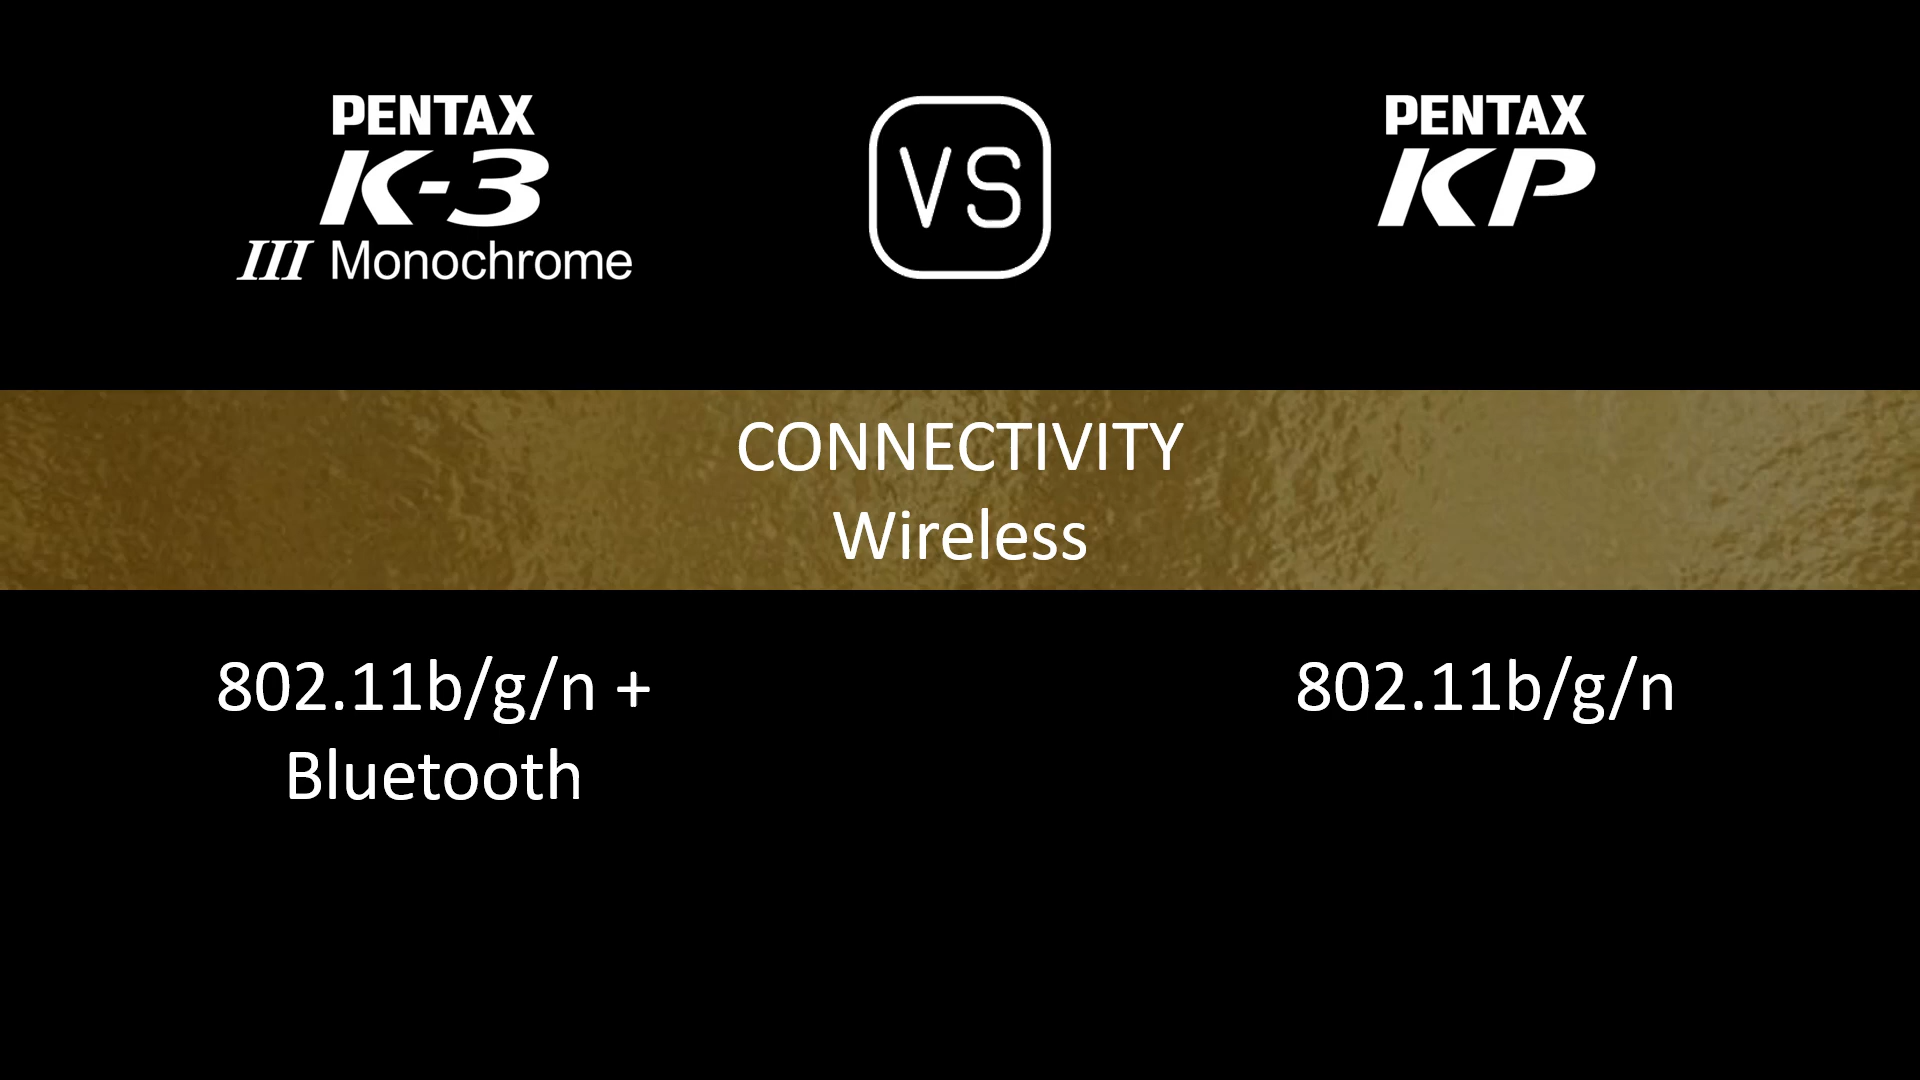 PENTAX
K-3
III Monochrome
VS
PENTAX
KP
CONNECTIVITY
Wireless
802.11b/g/n +
Bluetooth
802.11b/g/n